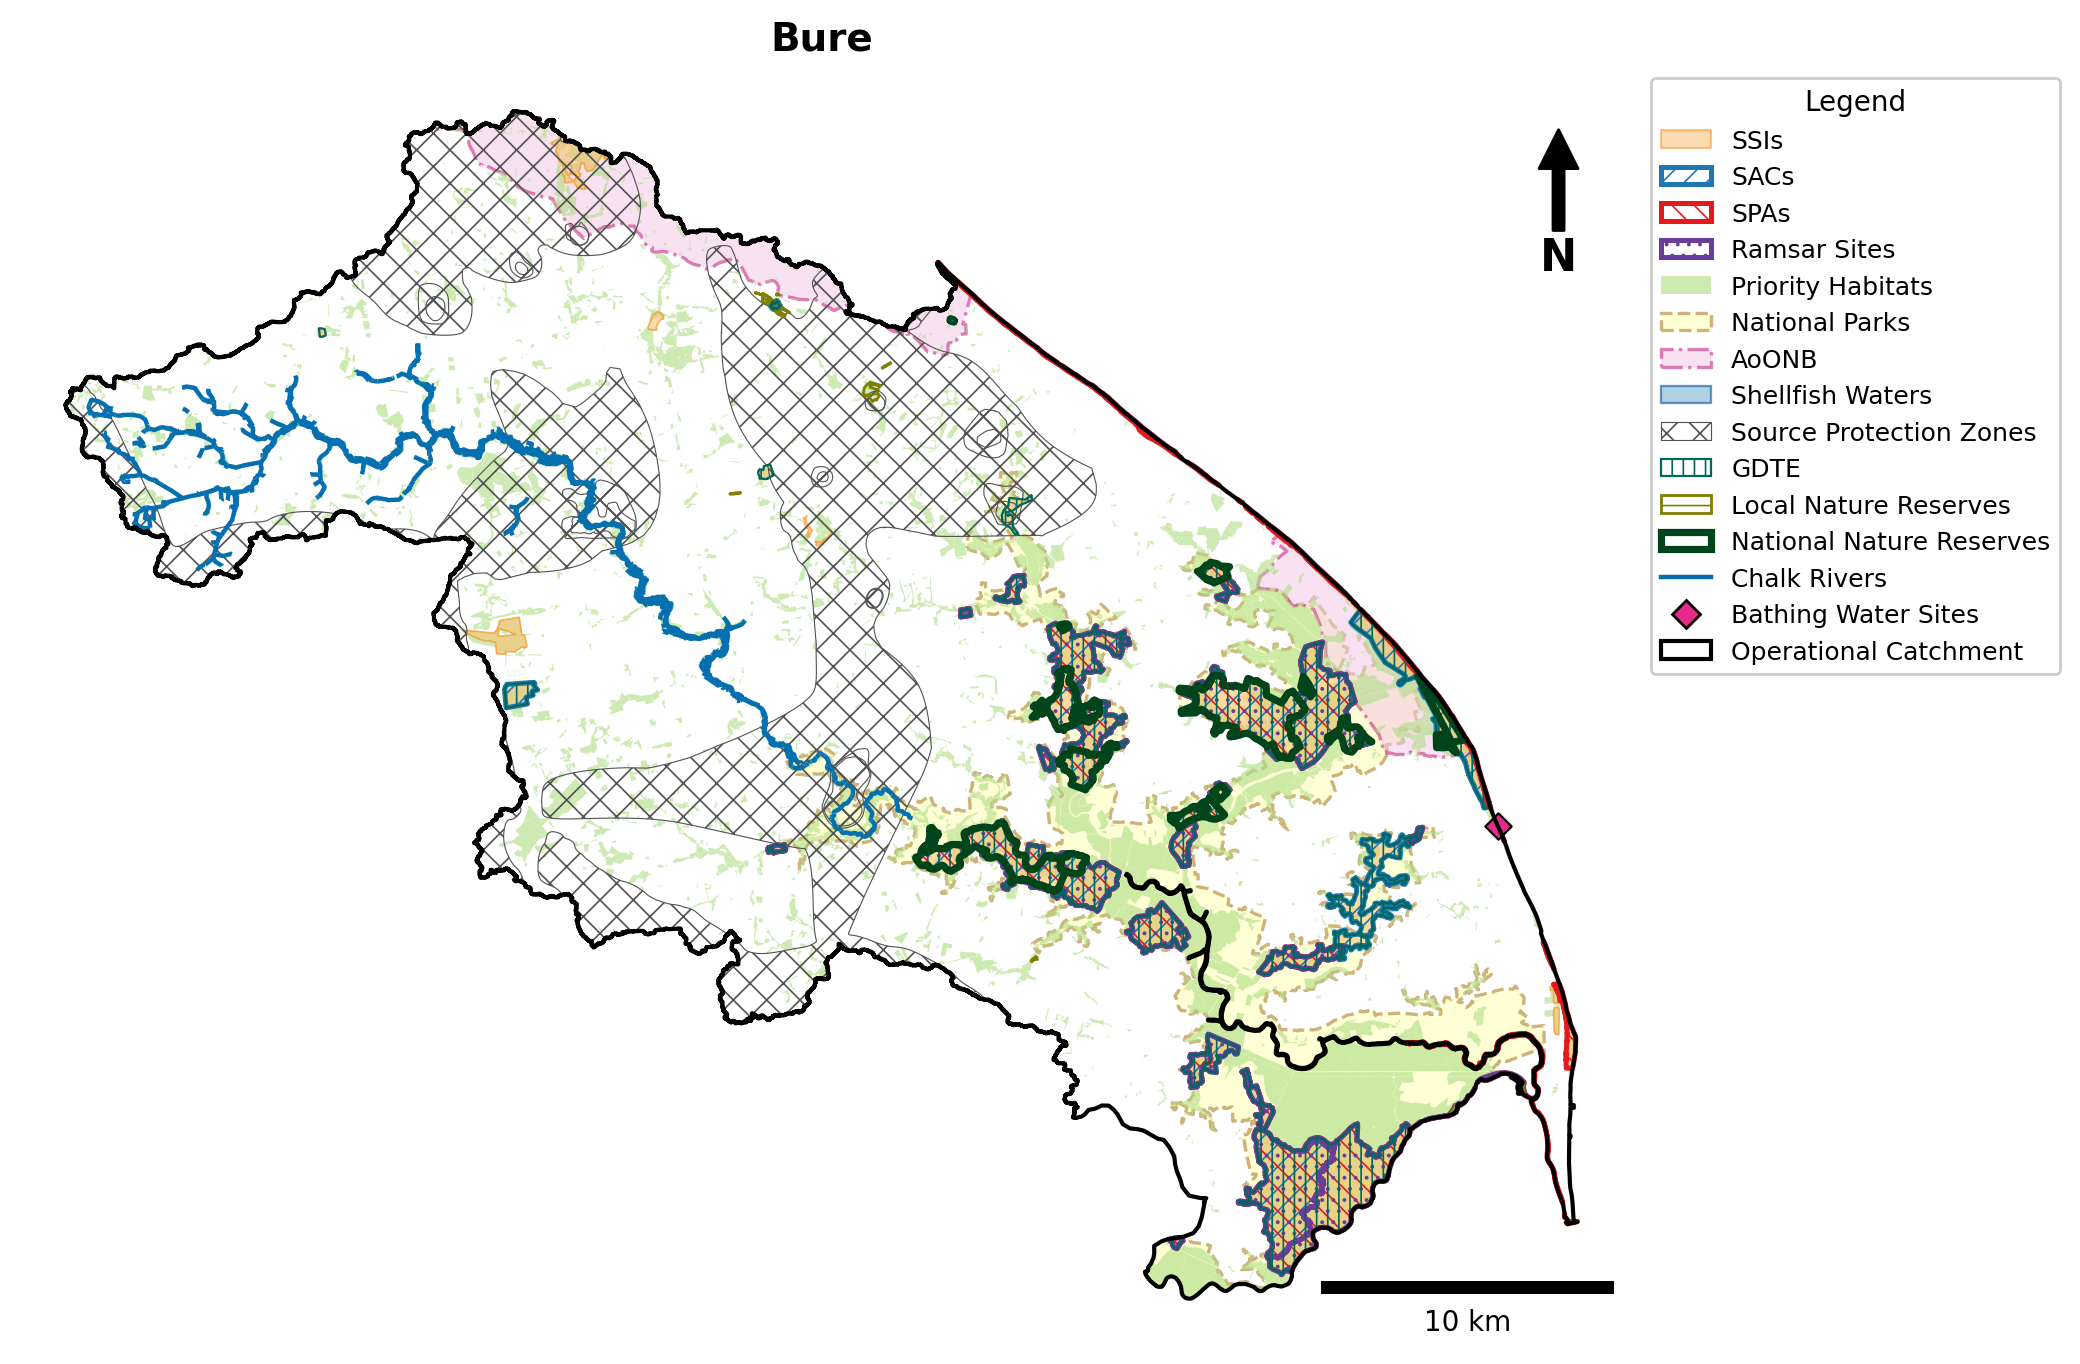 Bure
N
Legend
SSIs
SACs
SPAs
Ramsar Sites
Priority Habitats
National Parks
AoONB
Shellfish Waters
Source Protection Zones
GDTE
Local Nature Reserves
National Nature Reserves
Chalk Rivers
Bathing Water Sites
Operational Catchment
10 km